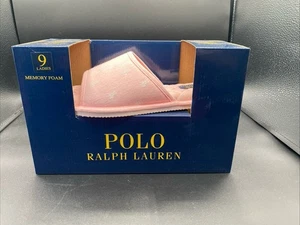 9
LADIES
MEMORY FOAM
POLO
RALPH LAUREN